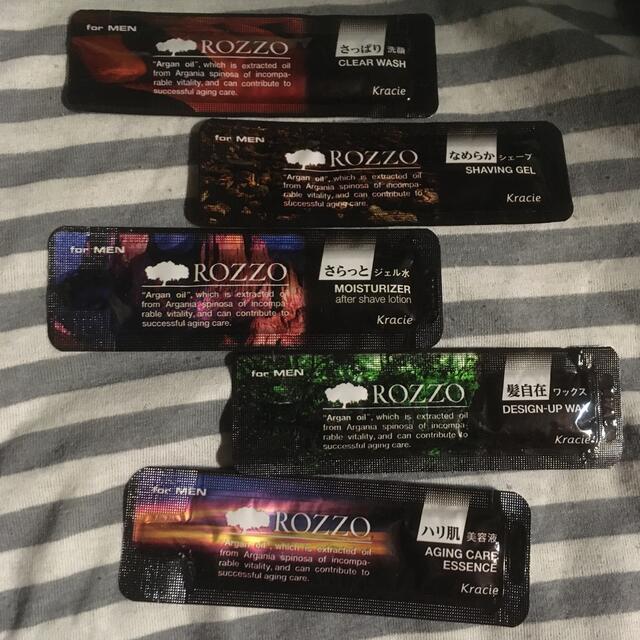 for MEN
ROZZO
"Argan oil", which is extracted oil
from Argania spinosa of incompa-
rable vitality, and can contribute to
successful aging care.
さっぱり 洗顔
CLEAR WASH
Kracie
for MEN
ROZZO
"Argan oil", which is extracted oil
from Argania spinosa of incompa-
rable vitality, and can contribute to
successful aging care.
なめらか シェーブ
SHAVING GEL
Kracie
for MEN
ROZZO
"Argan oil", which is extracted oil
from Argania spinosa of incompa-
rable vitality, and can contribute to
successful aging care.
さらっと ジェル水
MOISTURIZER
after shave lotion
Kracie
for MEN
ROZZO
"Argan oil", which is extracted oil
from Argania spinosa of incompa-
rable vitality, and can contribute to
successful aging care.
髪自在 ワックス
DESIGN-UP WAX
Kracie
for MEN
ROZZO
"Argan oil", which is extracted oil
from Argania spinosa of incompa-
rable vitality, and can contribute to
successful aging care.
ハリ肌 美容液
AGING CARE
ESSENCE
Kracie